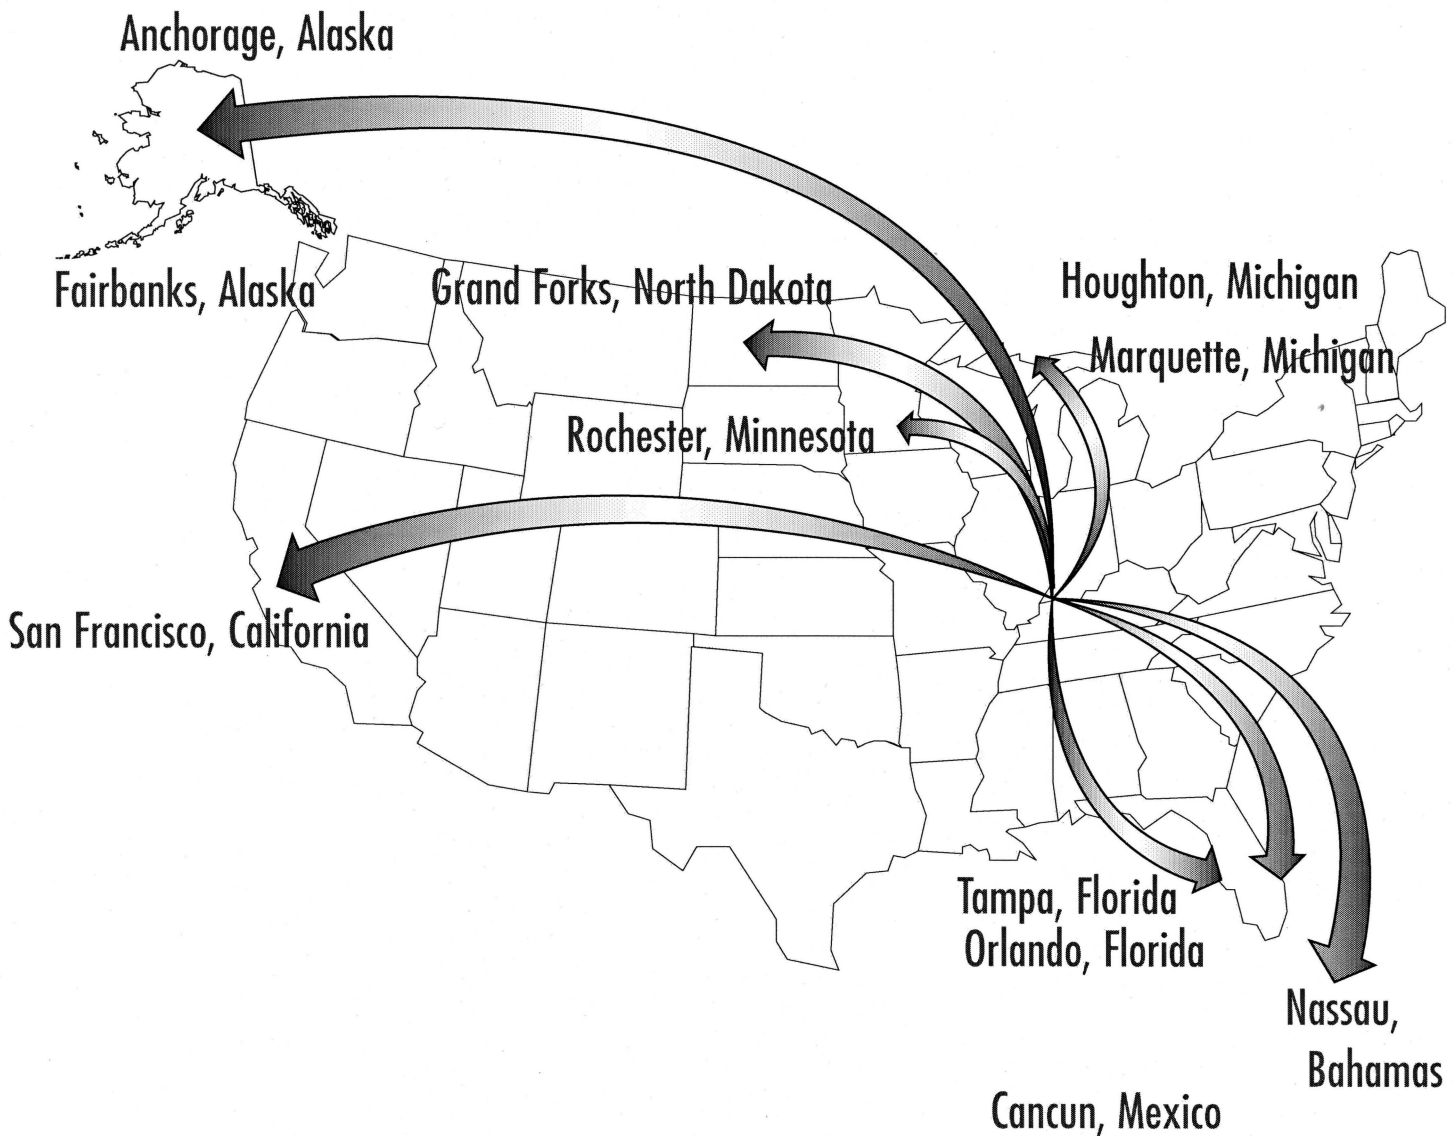 Anchorage, Alaska
Fairbanks, Alaska
Grand Forks, North Dakota
Houghton, Michigan
Marquette, Michigan
Rochester, Minnesota
San Francisco, California
Tampa, Florida
Orlando, Florida
Nassau,
Bahamas
Cancun, Mexico